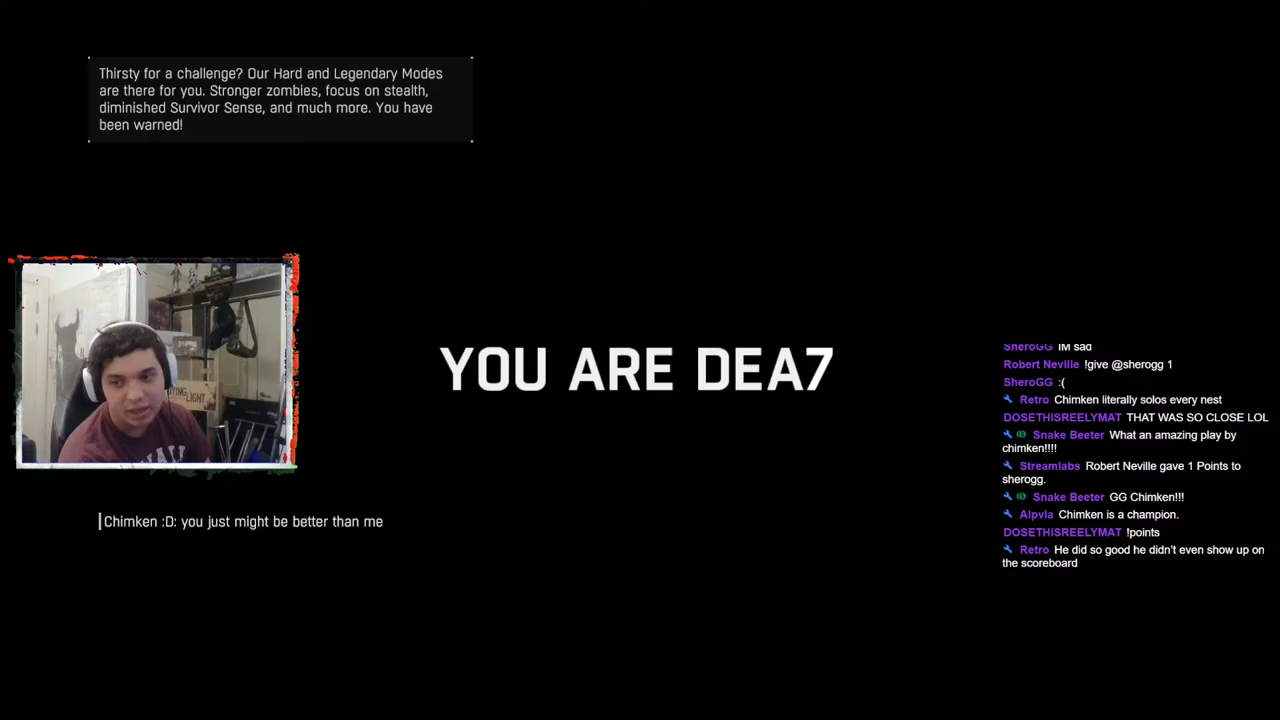 Thirsty for a challenge? Our Hard and Legendary Modes
are there for you. Stronger zombies, focus on stealth,
diminished Survivor Sense, and much more. You have
been warned!
YING LIGHT
YOU ARE DEA7
Chimken :D: you just might be better than me
SheroGG IM sad
Robert Neville !give @sherogg 1
SheroGG :(
Retro Chimken literally solos every nest
DOSETHISREELYMAT THAT WAS SO CLOSE LOL
Snake Beeter What an amazing play by
chimken!!!!
Streamlabs Robert Neville gave 1 Points to
sherogg.
Snake Beeter GG Chimken!!!
Alpvia Chimken is a champion.
DOSETHISREELYMAT !points
Retro He did so good he didn't even show up on
the scoreboard